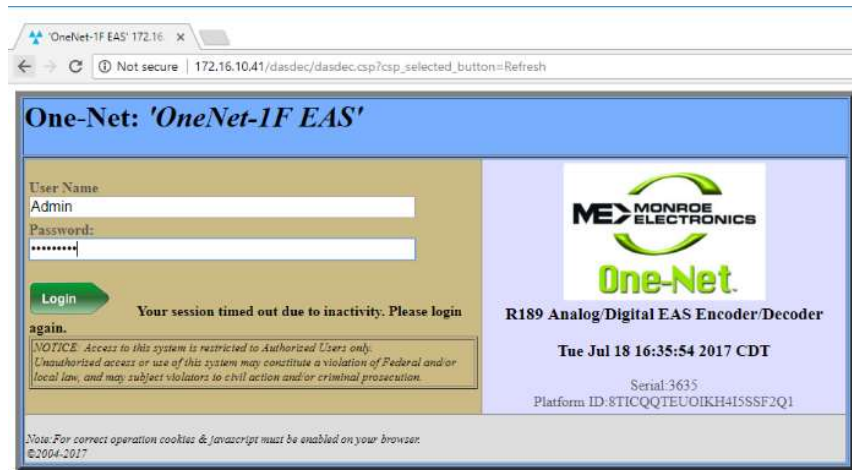 'OneNet-1F EAS' 172.16
Not secure | 172.16.10.41/dasdec/dasdec.csp?csp_selected_button=Refresh
One-Net: 'OneNet-1F EAS'
User Name
Admin
Password:
•••••••••
Login
Your session timed out due to inactivity. Please login
again.
NOTICE: Access to this system is restricted to Authorized Users only.
Unauthorized access or use of this system may constitute a violation of Federal and/or
local law, and may subject violators to civil action and/or criminal prosecution.
MONROE
ELECTRONICS
One-Net.
R189 Analog/Digital EAS Encoder/Decoder
Tue Jul 18 16:35:54 2017 CDT
Serial:3635
Platform ID:8TICQQTEUOIKH4I5SSF2Q1
Note:For correct operation cookies & javascript must be enabled on your browser.
©2004-2017